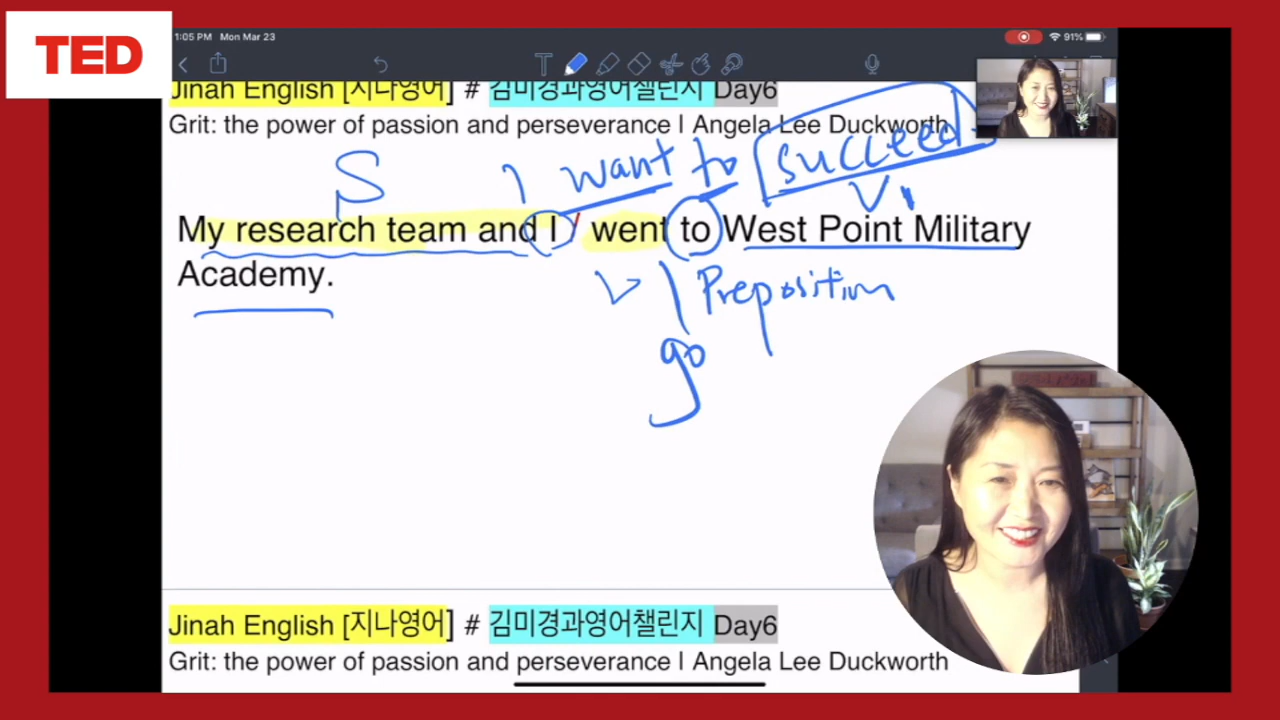 TED
1:05 PM Mon Mar 23
91%
T
Jinah English [지나영어] # 김미경과영어챌린지 Day6
Grit: the power of passion and perseverance | Angela Lee Duckworth
S
I want to succeed
V
My research team and I / went to West Point Military
Academy.
V
Preposition
go
Jinah English [지나영어] # 김미경과영어챌린지 Day6
Grit: the power of passion and perseverance | Angela Lee Duckworth